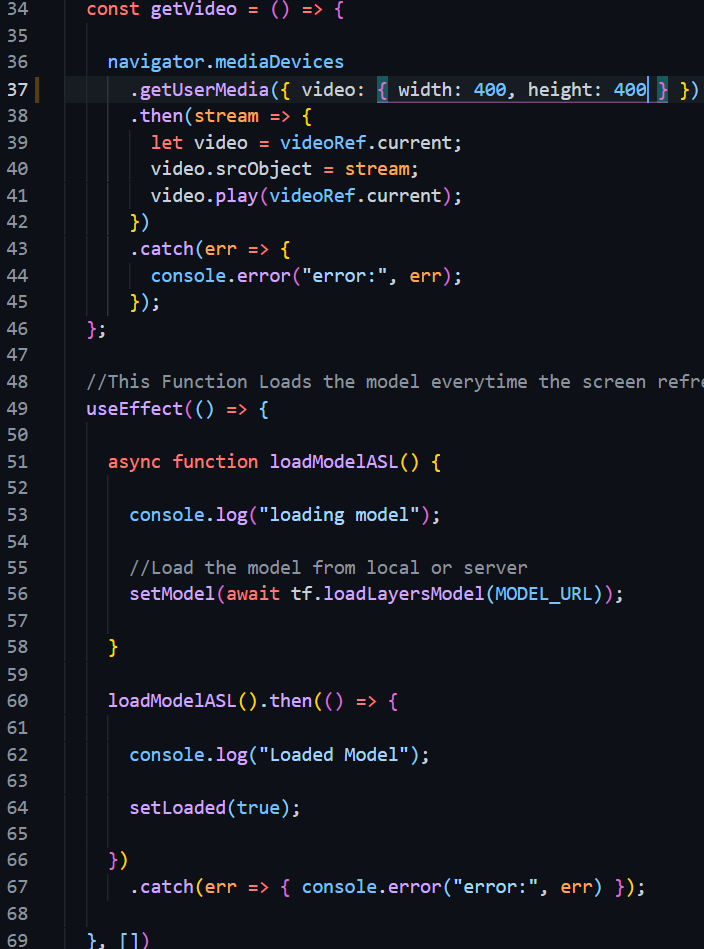 34 const getVideo = () => {
35
36 navigator.mediaDevices
37 .getUserMedia({ video: { width: 400, height: 400 } })
38 .then(stream => {
39 let video = videoRef.current;
40 video.srcObject = stream;
41 video.play(videoRef.current);
42 })
43 .catch(err => {
44 console.error("error:", err);
45 });
46 };
47
48 //This Function Loads the model everytime the screen refre
49 useEffect(() => {
50
51 async function loadModelASL() {
52
53 console.log("loading model");
54
55 //Load the model from local or server
56 setModel(await tf.loadLayersModel(MODEL_URL));
57
58 }
59
60 loadModelASL().then(() => {
61
62 console.log("Loaded Model");
63
64 setLoaded(true);
65
66 })
67 .catch(err => { console.error("error:", err) });
68
69 }, [])